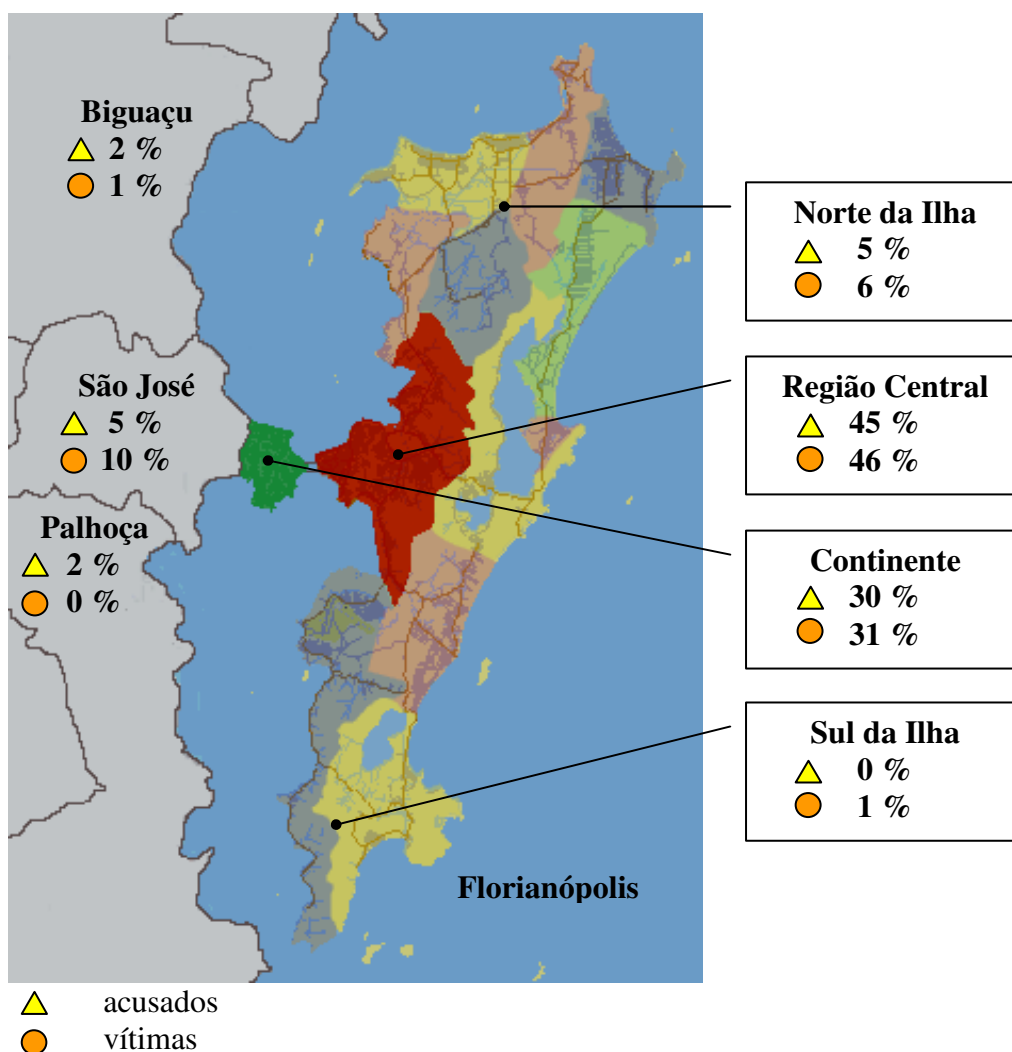 Biguaçu
2 %
1 %
Norte da Ilha
5 %
6 %
São José
5 %
10 %
Região Central
45 %
46 %
Palhoça
2 %
0 %
Continente
30 %
31 %
Sul da Ilha
0 %
1 %
Florianópolis
acusados
vítimas